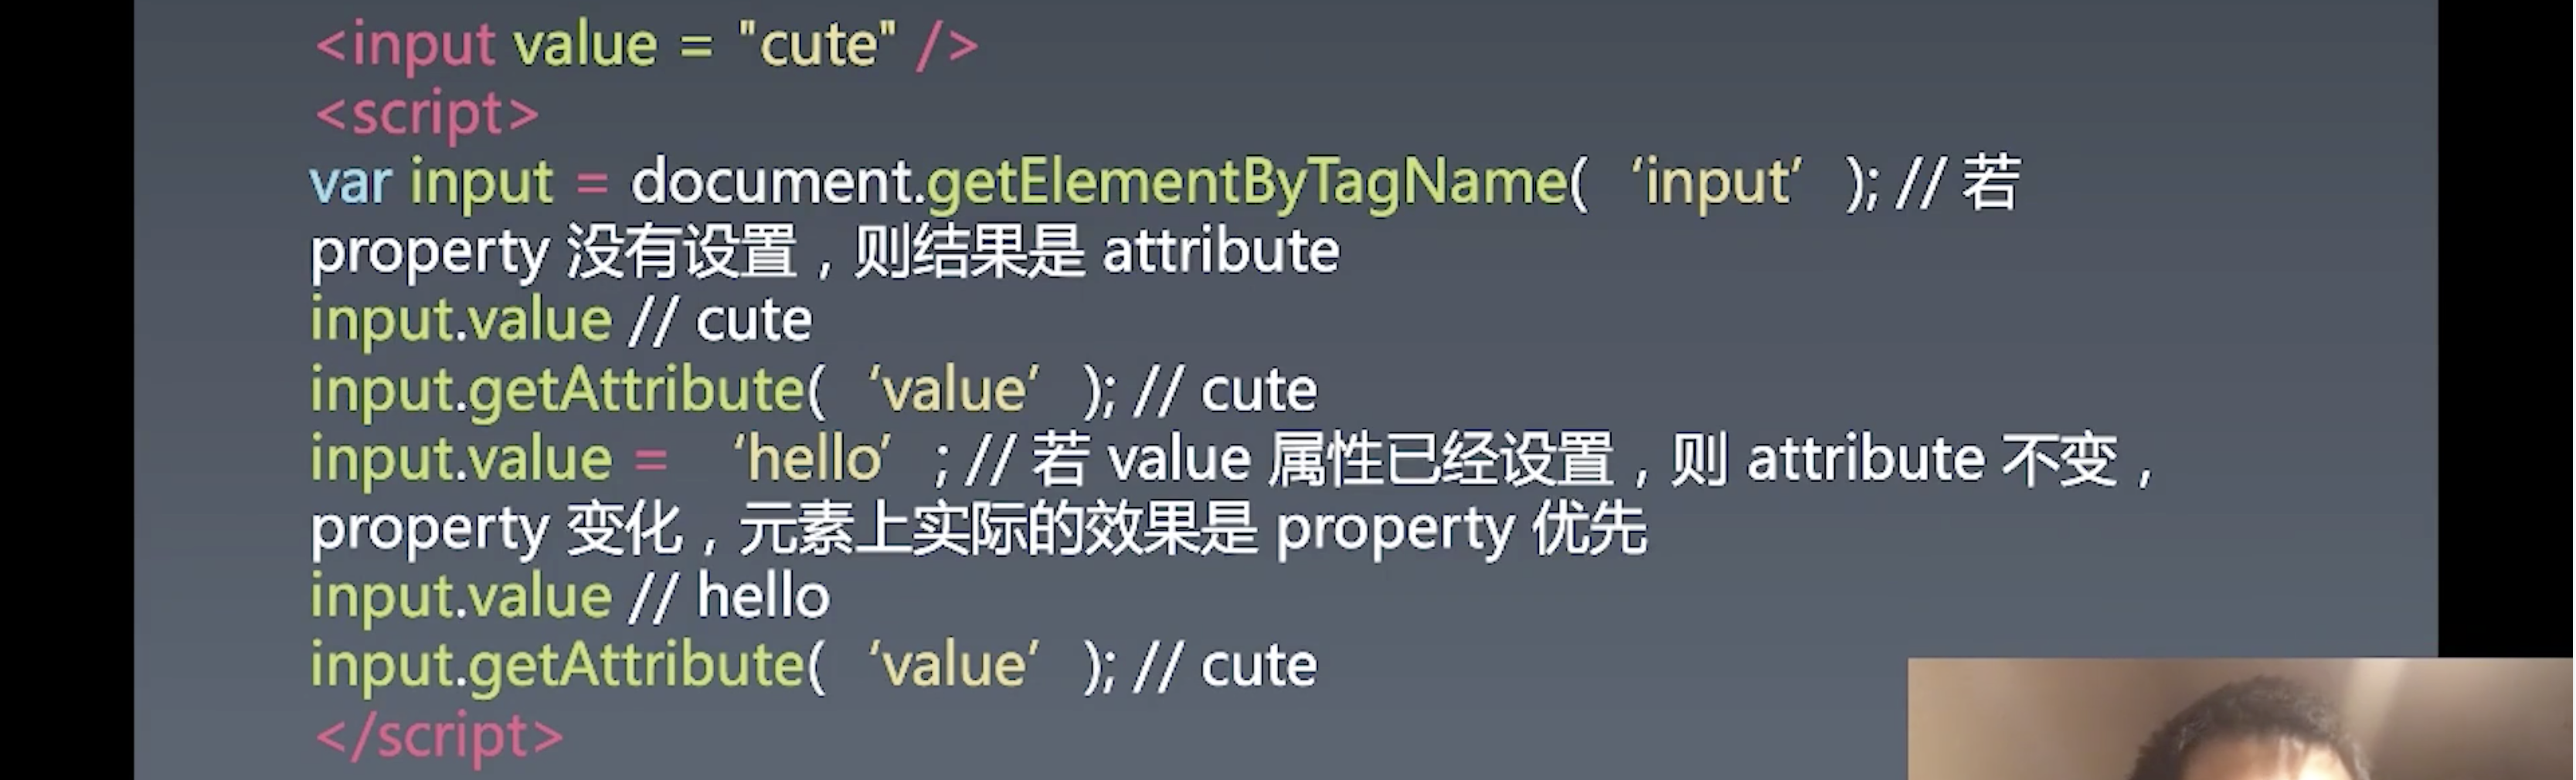 <input value = "cute" />
<script>
var input = document.getElementByTagName( ‘input’ ); // 若
property 没有设置，则结果是 attribute
input.value // cute
input.getAttribute( ‘value’ ); // cute
input.value = ‘hello’ ; // 若 value 属性已经设置，则 attribute 不变，
property 变化，元素上实际的效果是 property 优先
input.value // hello
input.getAttribute( ‘value’ ); // cute
</script>